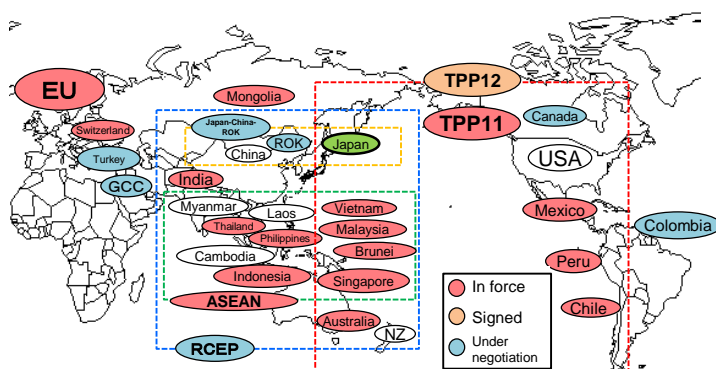 TPP12
EU
Mongolia
TPP11
Canada
Switzerland
Japan-China-
ROK
ROK
Japan
China
USA
Turkey
GCC
India
Myanmar
Laos
Vietnam
Mexico
Thailand
Malaysia
Colombia
Philippines
Brunei
Cambodia
Peru
Indonesia
Singapore
In force
ASEAN
Chile
Signed
Australia
NZ
RCEP
Under
negotiation